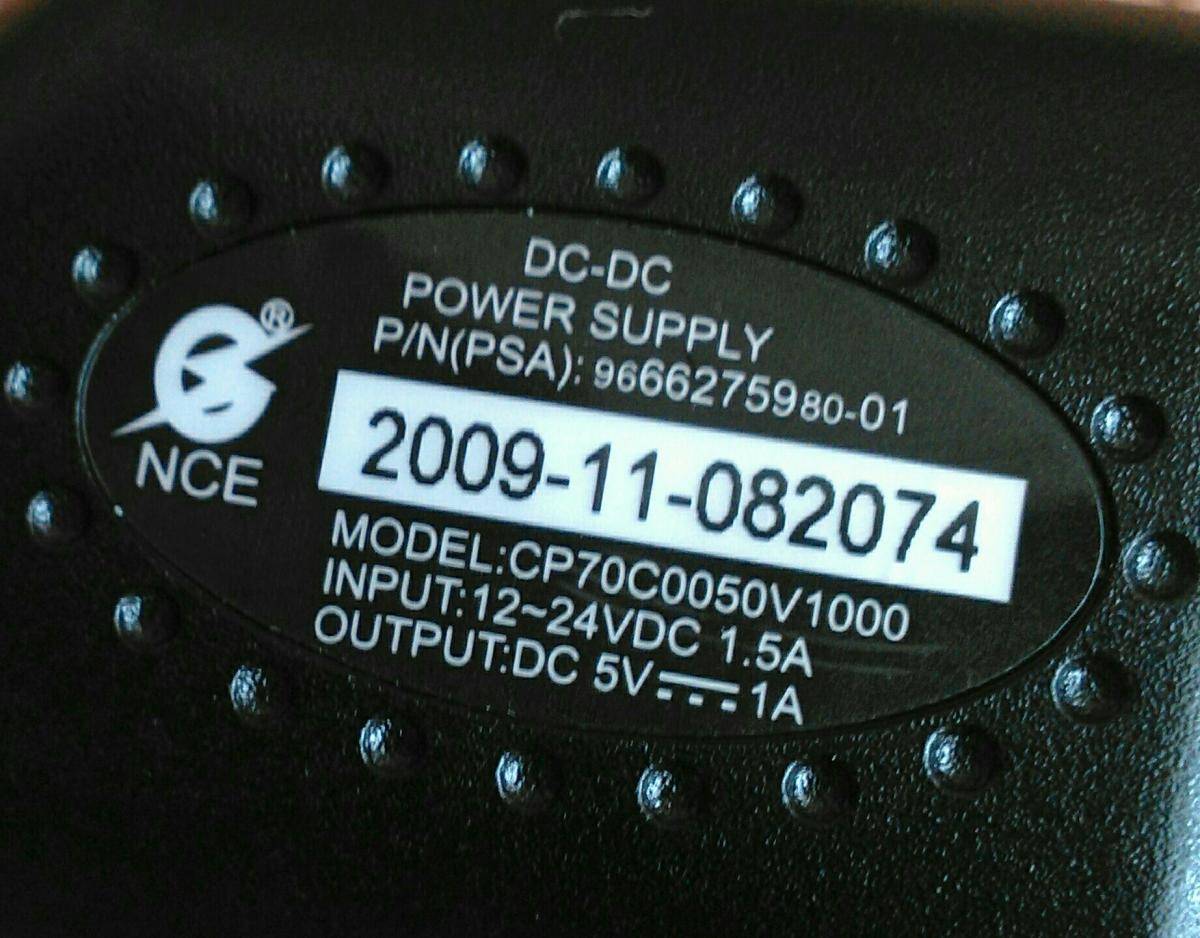 DC-DC
POWER SUPPLY
P/N(PSA): 9666275980-01
®
NCE
2009-11-082074
MODEL:CP70C0050V1000
INPUT:12~24VDC 1.5A
OUTPUT:DC 5V⎓1A